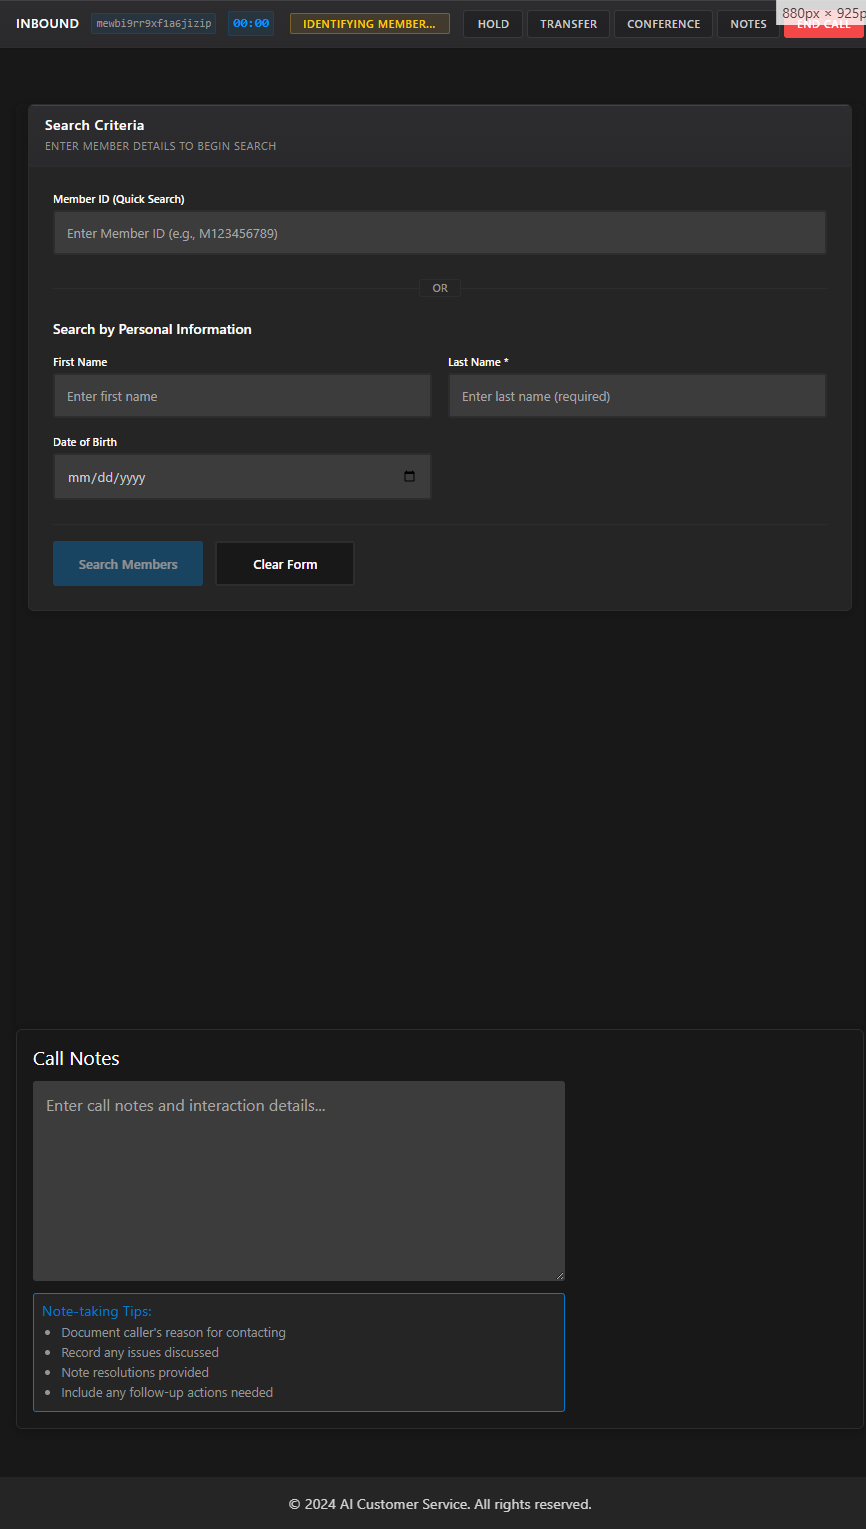 INBOUND mewbi9rr9xf1a6jizip 00:00 IDENTIFYING MEMBER... HOLD TRANSFER CONFERENCE NOTES END CALL
880px × 925p
Search Criteria
ENTER MEMBER DETAILS TO BEGIN SEARCH
Member ID (Quick Search)
Enter Member ID (e.g., M123456789)
OR
Search by Personal Information
First Name Last Name *
Enter first name Enter last name (required)
Date of Birth
mm/dd/yyyy
Search Members Clear Form
Call Notes
Enter call notes and interaction details...
Note-taking Tips:
Document caller's reason for contacting
Record any issues discussed
Note resolutions provided
Include any follow-up actions needed
© 2024 AI Customer Service. All rights reserved.